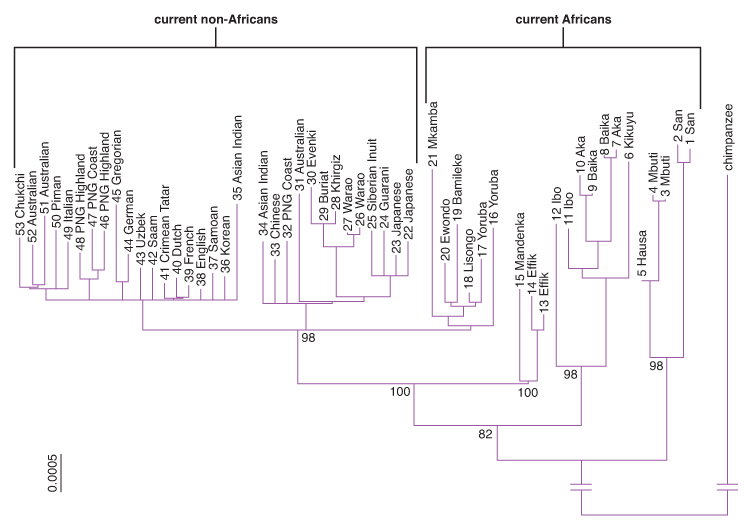 current non-Africans
current Africans
53 Chukchi
52 Australian
51 Australian
50 Piman
49 Italian
48 PNG Highland
47 PNG Coast
46 PNG Highland
45 Gregorian
44 German
43 Uzbek
42 Saam
41 Crimean Tatar
40 Dutch
39 French
38 English
37 Samoan
36 Korean
35 Asian Indian
34 Asian Indian
33 Chinese
32 PNG Coast
31 Australian
30 Evenki
29 Buriat
28 Khirgiz
27 Warao
26 Warao
25 Siberian Inuit
24 Guarani
23 Japanese
22 Japanese
21 Mkamba
20 Ewondo
19 Bamileke
18 Lisongo
17 Yoruba
16 Yoruba
15 Mandenka
14 Effik
13 Effik
12 Ibo
11 Ibo
10 Aka
9 Baika
8 Baika
7 Aka
6 Kikuyu
5 Hausa
4 Mbuti
3 Mbuti
2 San
1 San
chimpanzee
98
100
100
98
98
82
0.0005